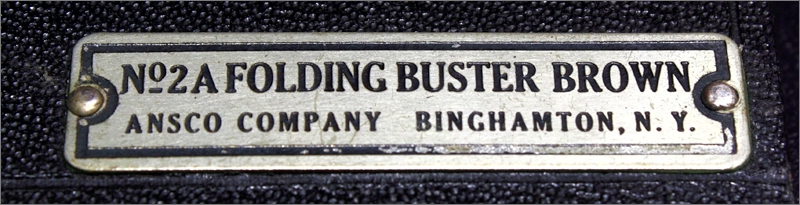 Nº2A FOLDING BUSTER BROWN
ANSCO COMPANY BINGHAMTON, N. Y.